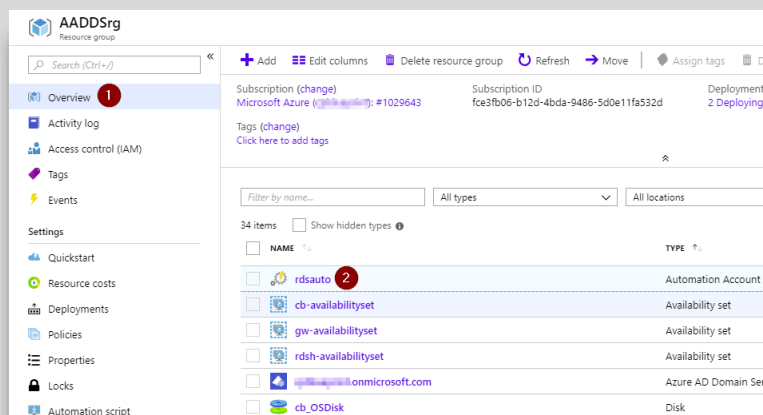 AADDSrg
Resource group
Search (Ctrl+/)
«
Overview 1
Activity log
Access control (IAM)
Tags
Events
Settings
Quickstart
Resource costs
Deployments
Policies
Properties
Locks
Automation script
Add Edit columns Delete resource group Refresh Move Assign tags D
Subscription (change)
Microsoft Azure ( ): #1029643
Subscription ID
fce3fb06-b12d-4bda-9486-5d0e11fa532d
Deployment
2 Deploying
Tags (change)
Click here to add tags
Filter by name... All types All locations
34 items Show hidden types
NAME TYPE
rdsauto 2 Automation Account
cb-availabilityset Availability set
gw-availabilityset Availability set
rdsh-availabilityset Availability set
.onmicrosoft.com Azure AD Domain Ser
cb_OSDisk Disk